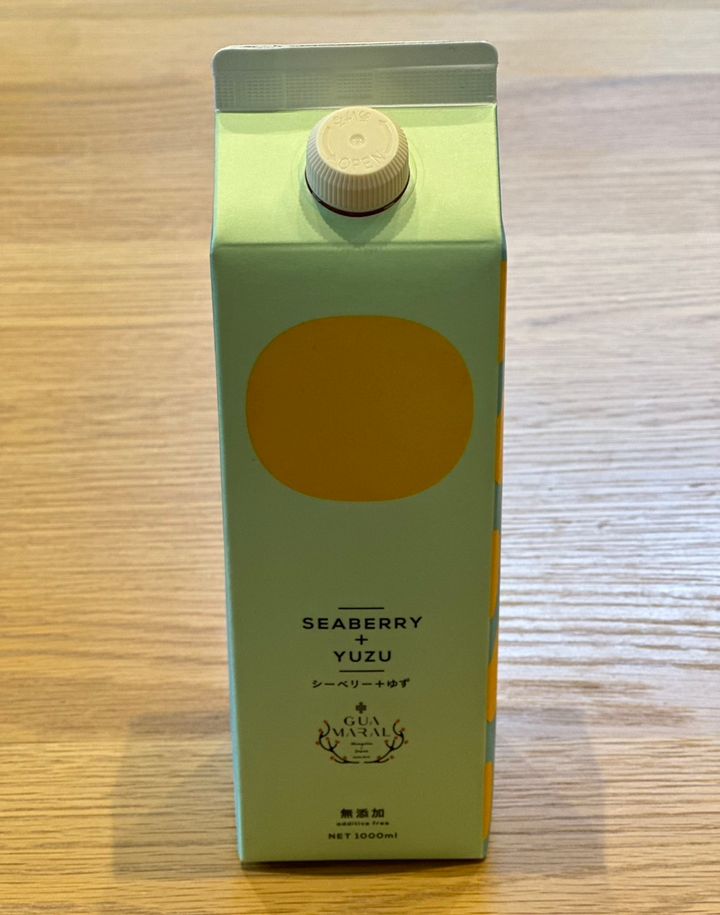 OPEN
SEABERRY
+
YUZU
シーベリー＋ゆず
GUA
MARAL
無添加
additive free
NET 1000ml